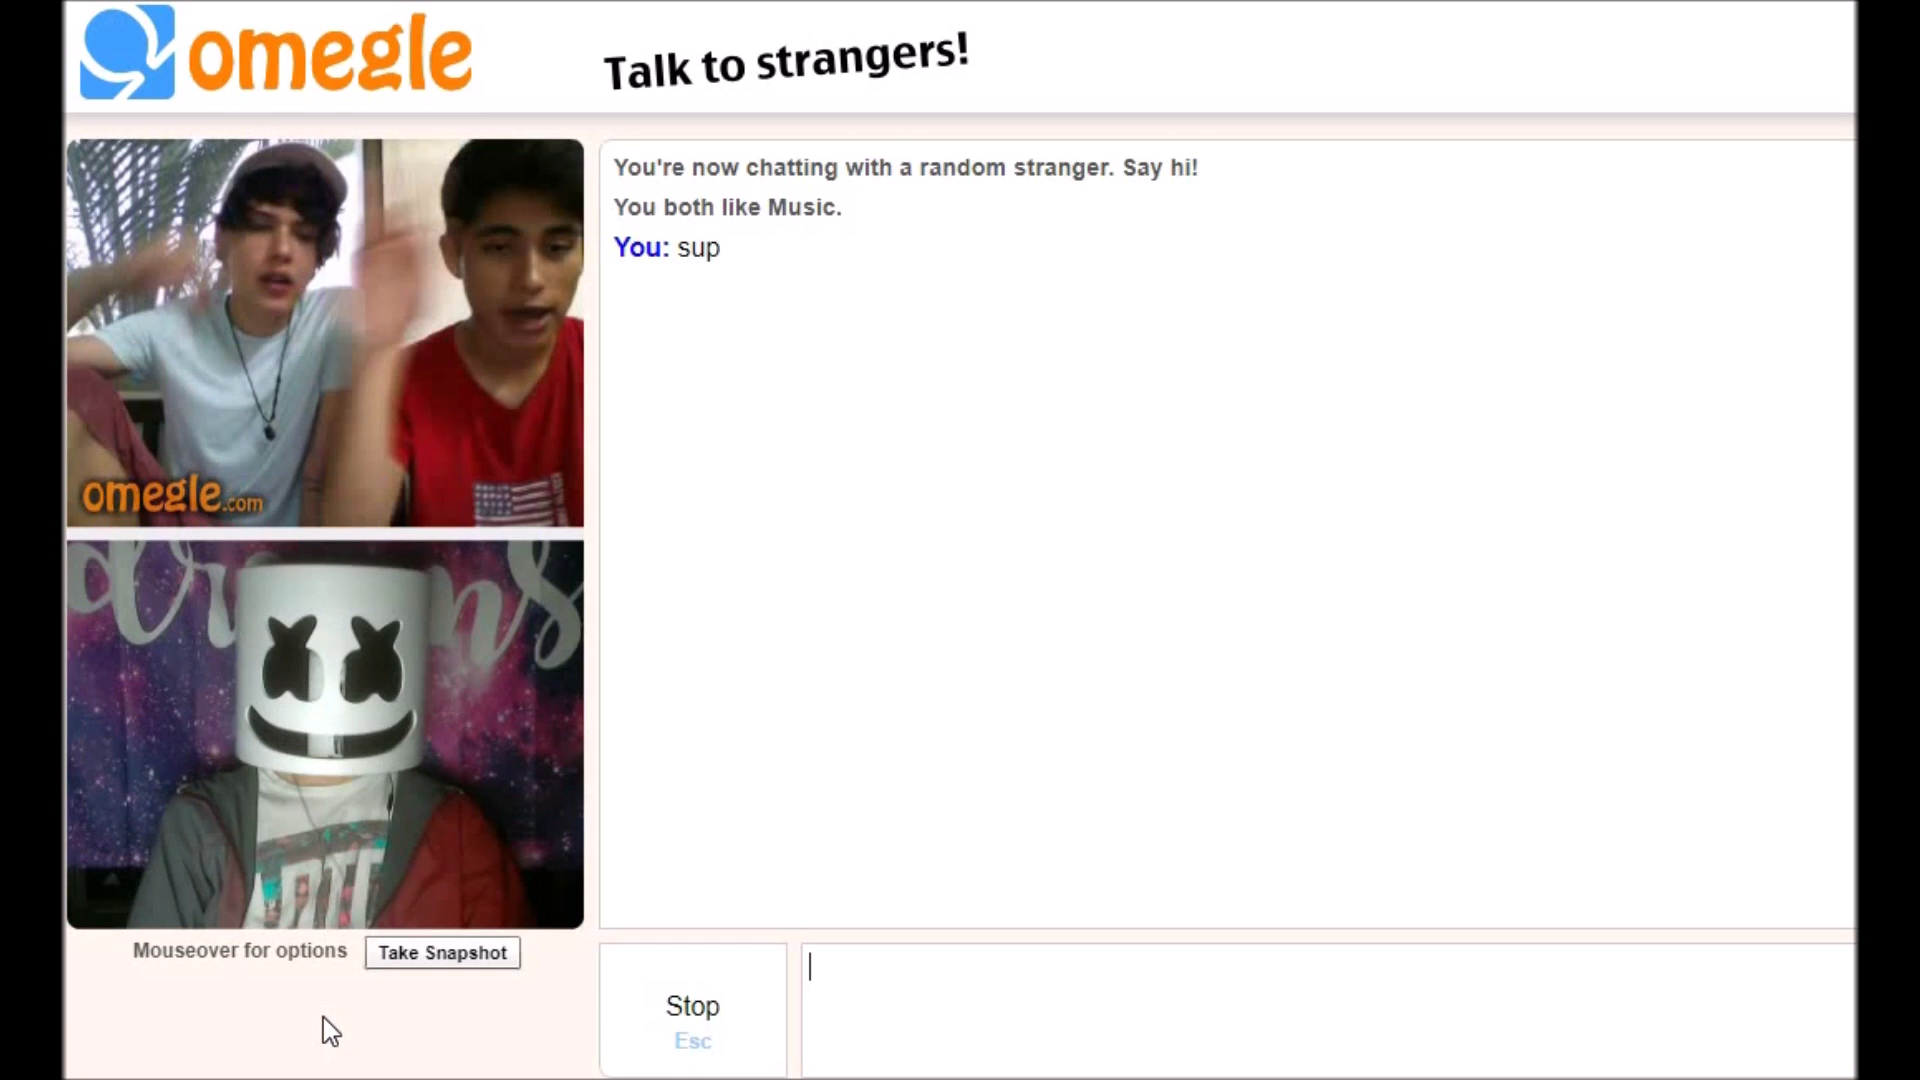 omegle
Talk to strangers!
You're now chatting with a random stranger. Say hi!
You both like Music.
You: sup
omegle.com
Mouseover for options
Take Snapshot
Stop
Esc